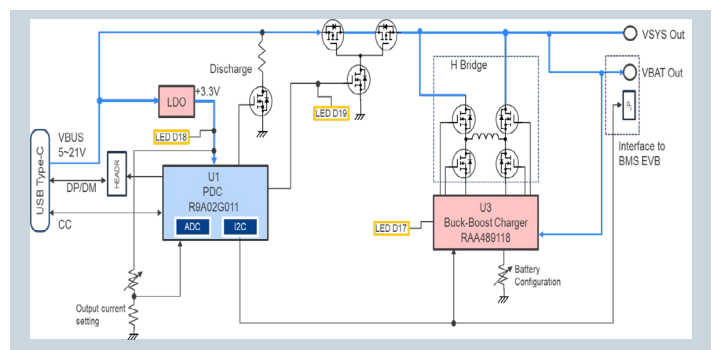 VSYS Out
H Bridge
VBAT Out
Discharge
LDO
+3.3V
LED D19
LED D18
VBUS
5~21V
Interface to
BMS EVB
USB Type-C
HEADR
DP/DM
U1
PDC
R9A02G011
ADC
I2C
CC
U3
Buck-Boost Charger
RAA489118
LED D17
Battery
Configuration
Output current
setting